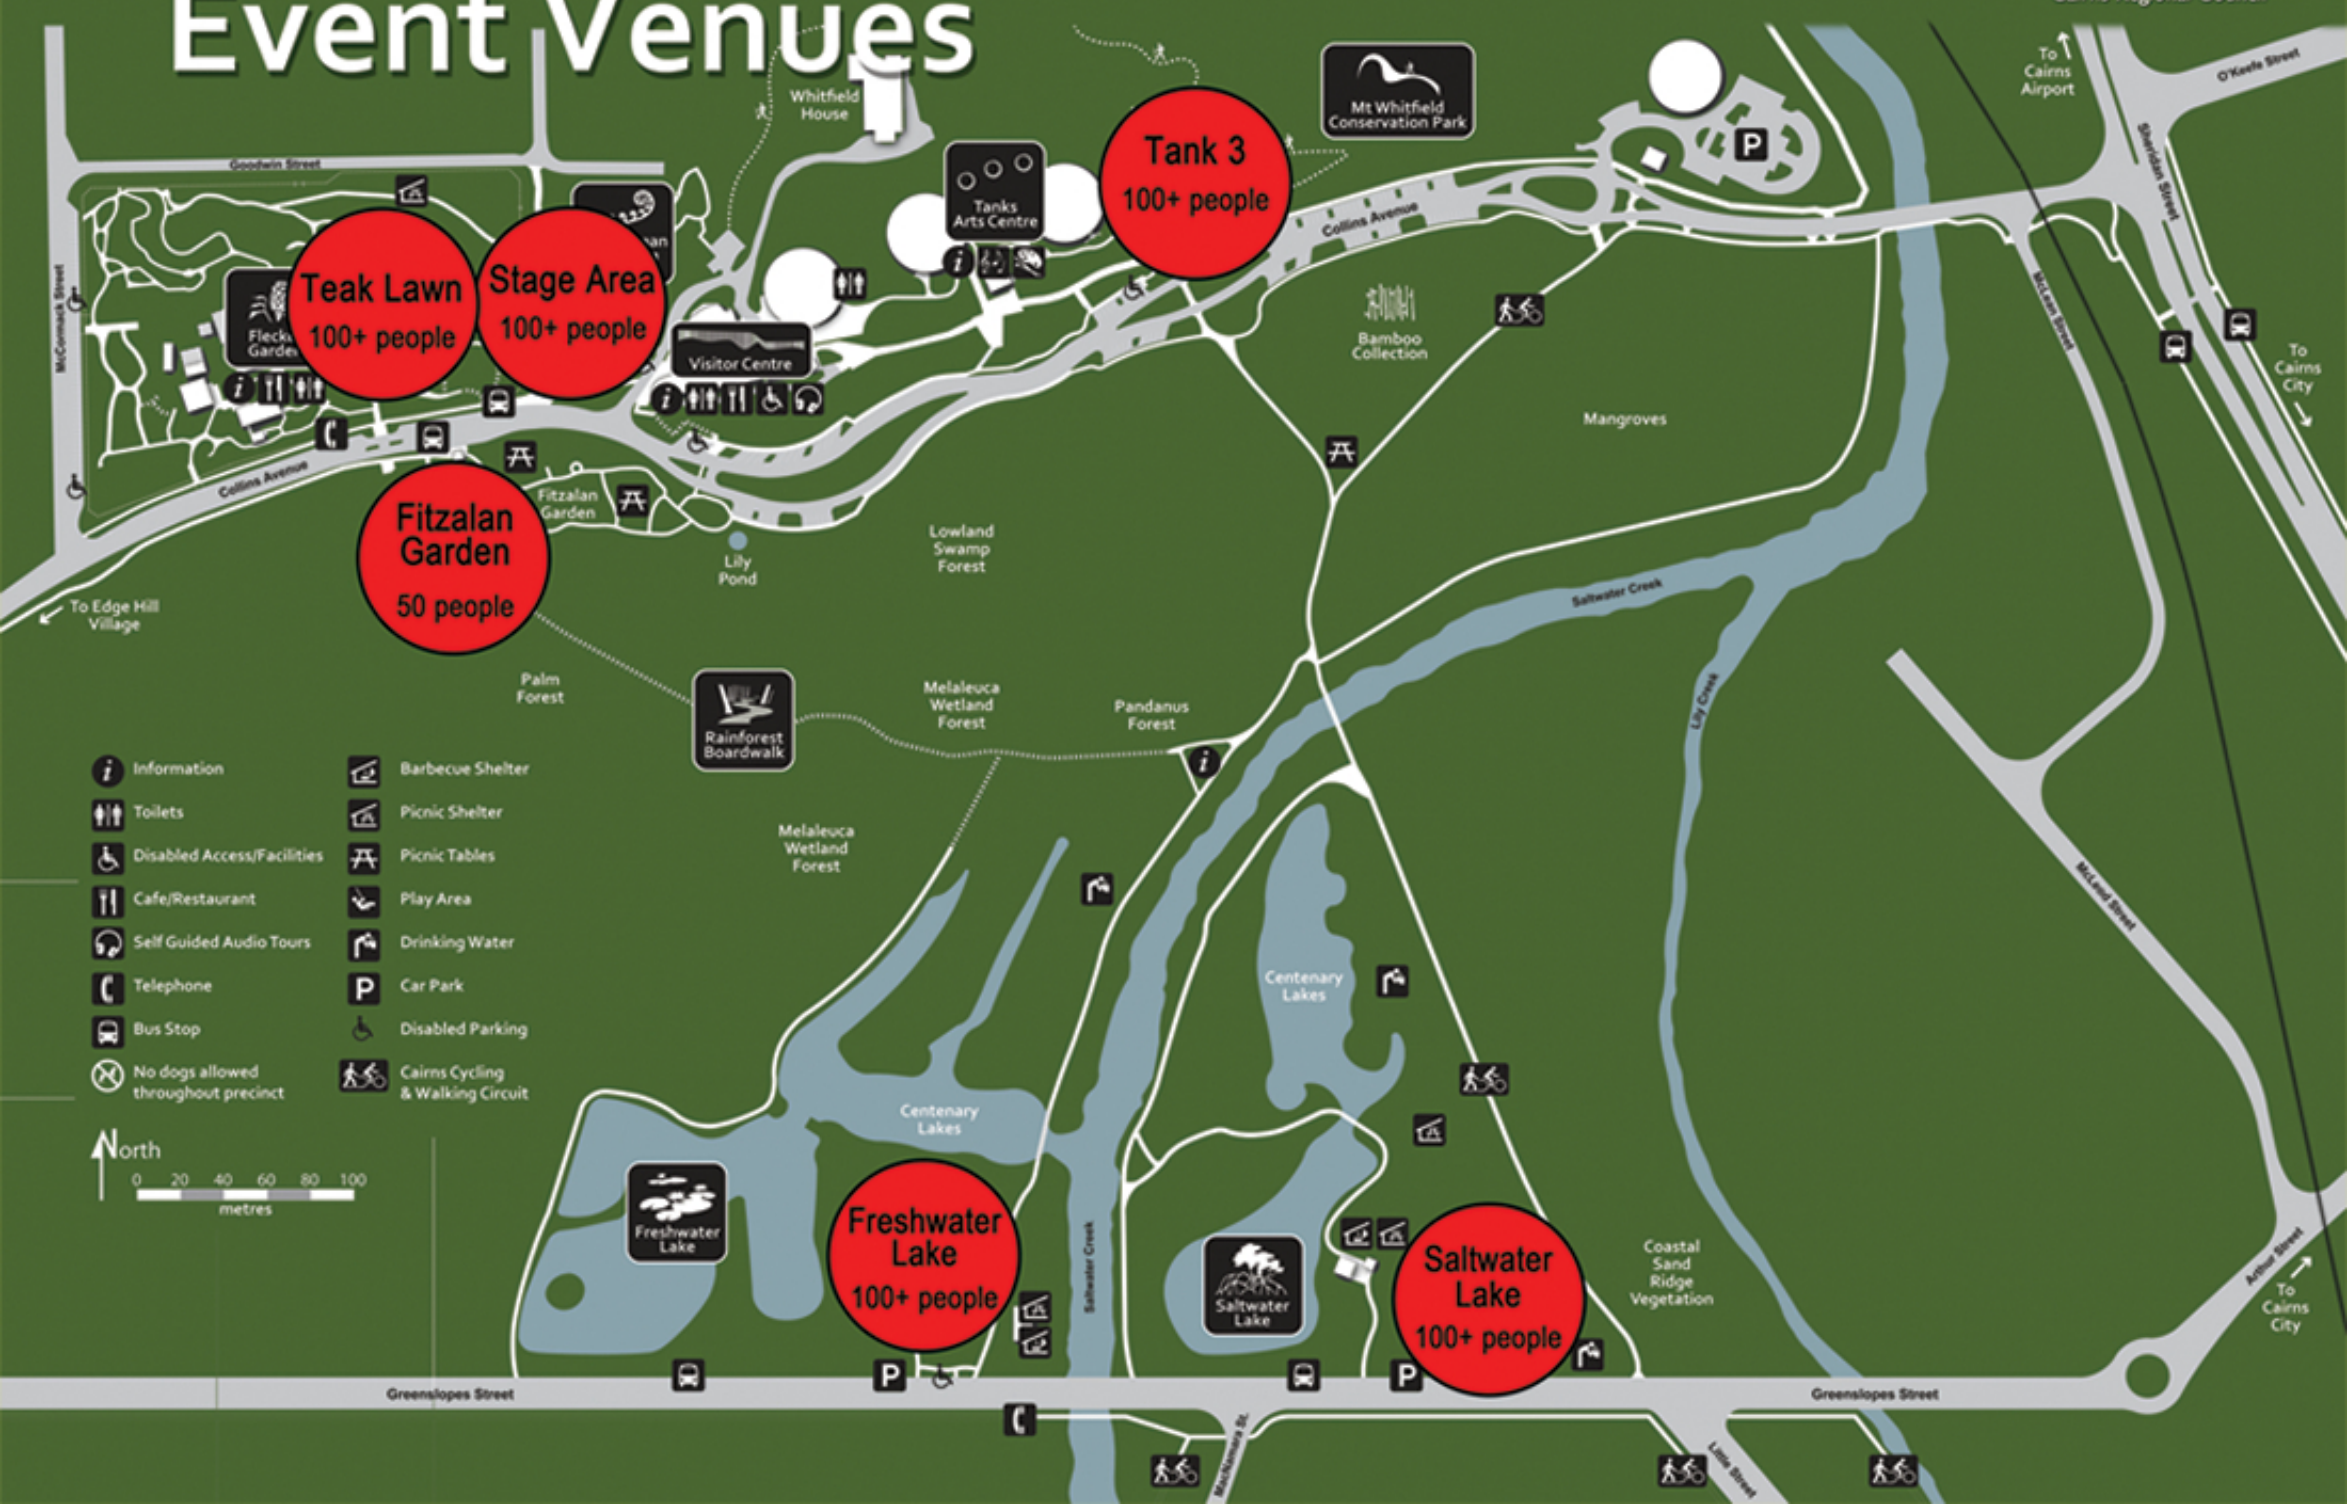 Event Venues
To
Cairns
Airport
O'Keefe Street
Sheridan Street
Whitfield
House
Mt Whitfield
Conservation Park
P
Tank 3
100+ people
Tanks
Arts Centre
Goodwin Street
McCormack Street
Collins Avenue
McLean Street
To
Cairns
City
Teak Lawn
100+ people
Stage Area
100+ people
Visitor Centre
Bamboo
Collection
Mangroves
Collins Avenue
Fitzalan
Garden
50 people
Fitzalan
Garden
Lily
Pond
Lowland
Swamp
Forest
Saltwater Creek
To Edge Hill
Village
Palm
Forest
Rainforest
Boardwalk
Melaleuca
Wetland
Forest
Pandanus
Forest
Lily Creek
Melaleuca
Wetland
Forest
McLeod Street
Information
Toilets
Disabled Access/Facilities
Cafe/Restaurant
Self Guided Audio Tours
Telephone
Bus Stop
No dogs allowed
throughout precinct
Barbecue Shelter
Picnic Shelter
Picnic Tables
Play Area
Drinking Water
P Car Park
Disabled Parking
Cairns Cycling
& Walking Circuit
North
0 20 40 60 80 100
metres
Centenary
Lakes
Centenary
Lakes
Freshwater
Lake
Freshwater
Lake
100+ people
Saltwater Creek
Saltwater
Lake
Saltwater
Lake
100+ people
Coastal
Sand
Ridge
Vegetation
Arthur Street
To
Cairns
City
P
P
Greenslopes Street
Greenslopes Street
MacNamara St.
Little Street